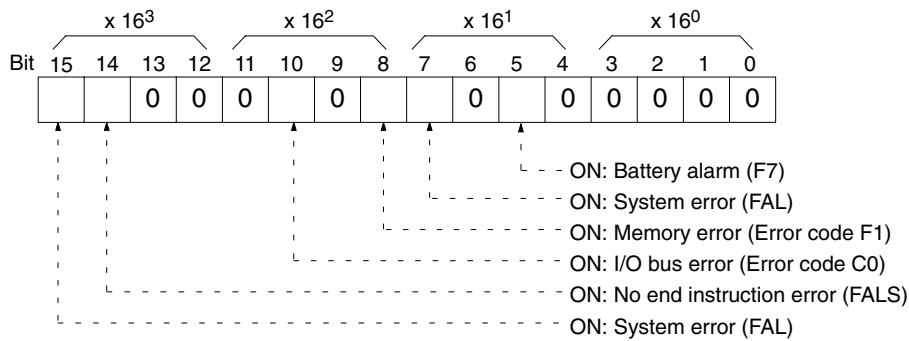 x 16³ x 16² x 16¹ x 16⁰
Bit 15 14 13 12 11 10 9 8 7 6 5 4 3 2 1 0
0 0 0 0 0 0 0 0 0 0
ON: Battery alarm (F7)
ON: System error (FAL)
ON: Memory error (Error code F1)
ON: I/O bus error (Error code C0)
ON: No end instruction error (FALS)
ON: System error (FAL)